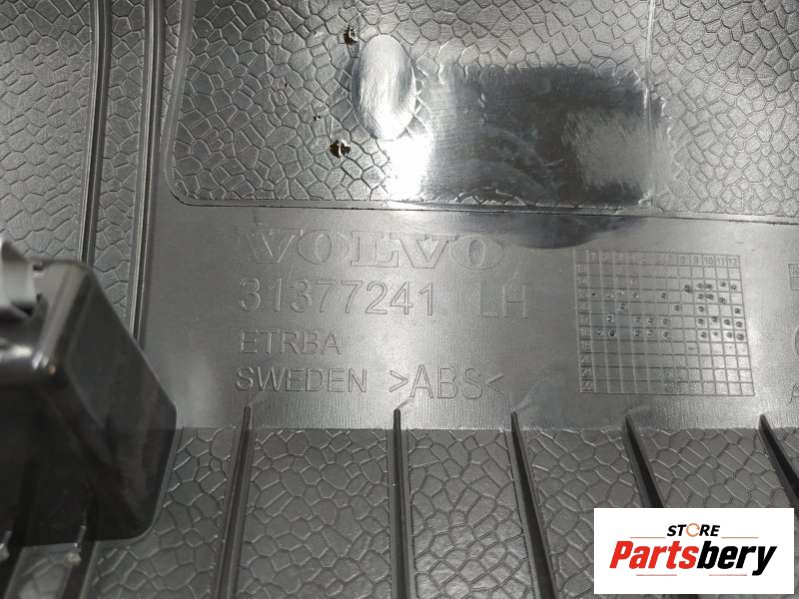 VOLVO
31377241 LH
ETRBA
SWEDEN >ABS<
STORE
Partsbery